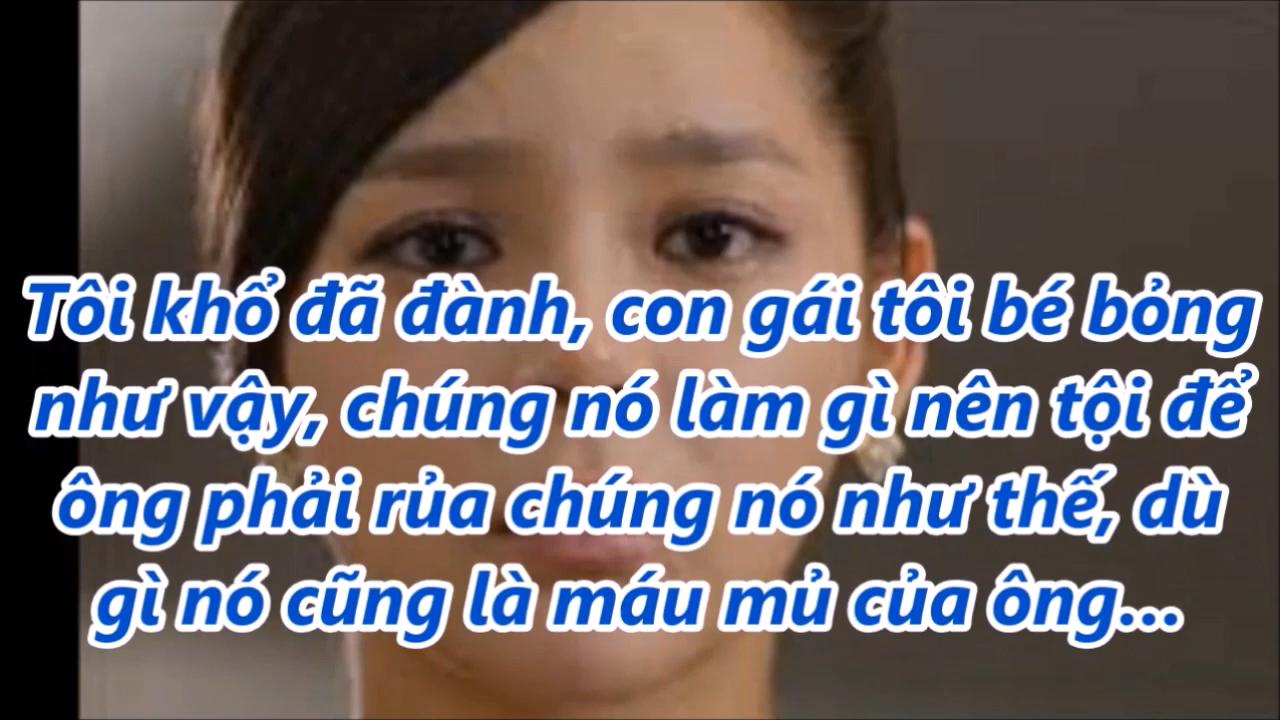 Tôi khổ đã đành, con gái tôi bé bỏng
như vậy, chúng nó làm gì nên tội để
ông phải rủa chúng nó như thế, dù
gì nó cũng là máu mủ của ông...